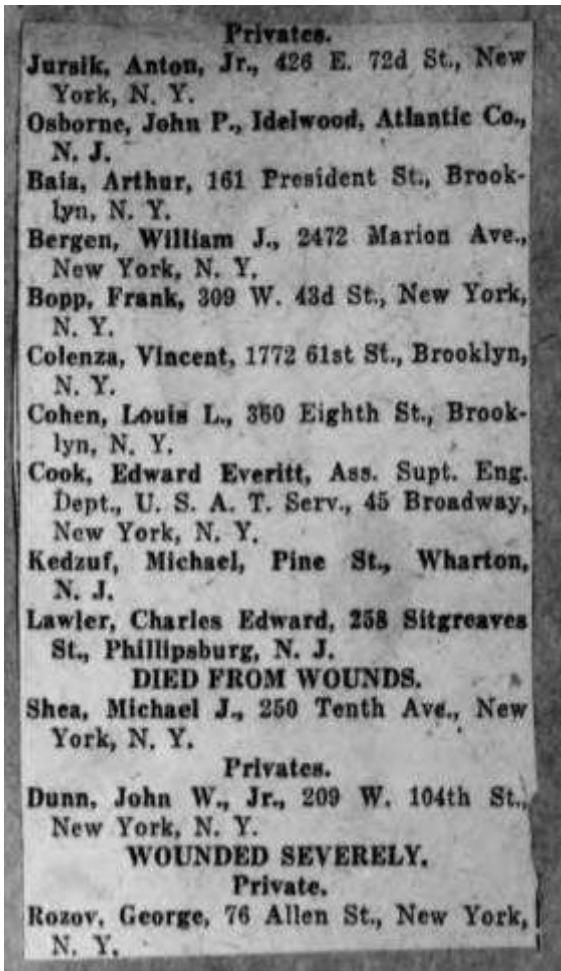 Privates.
Jursik, Anton, Jr., 426 E. 72d St., New
York, N. Y.
Osborne, John P., Idelwood, Atlantic Co.,
N. J.
Baia, Arthur, 161 President St., Brook-
lyn, N. Y.
Bergen, William J., 2472 Marion Ave.,
New York, N. Y.
Bopp, Frank, 309 W. 43d St., New York,
N. Y.
Colenza, Vincent, 1772 61st St., Brooklyn,
N. Y.
Cohen, Louis L., 360 Eighth St., Brook-
lyn, N. Y.
Cook, Edward Everitt, Ass. Supt. Eng.
Dept., U. S. A. T. Serv., 45 Broadway,
New York, N. Y.
Kedzuf, Michael, Pine St., Wharton,
N. J.
Lawler, Charles Edward, 258 Sitgreaves
St., Phillipsburg, N. J.
DIED FROM WOUNDS.
Shea, Michael J., 250 Tenth Ave., New
York, N. Y.
Privates.
Dunn, John W., Jr., 209 W. 104th St.,
New York, N. Y.
WOUNDED SEVERELY.
Private.
Rozov, George, 76 Allen St., New York,
N. Y.